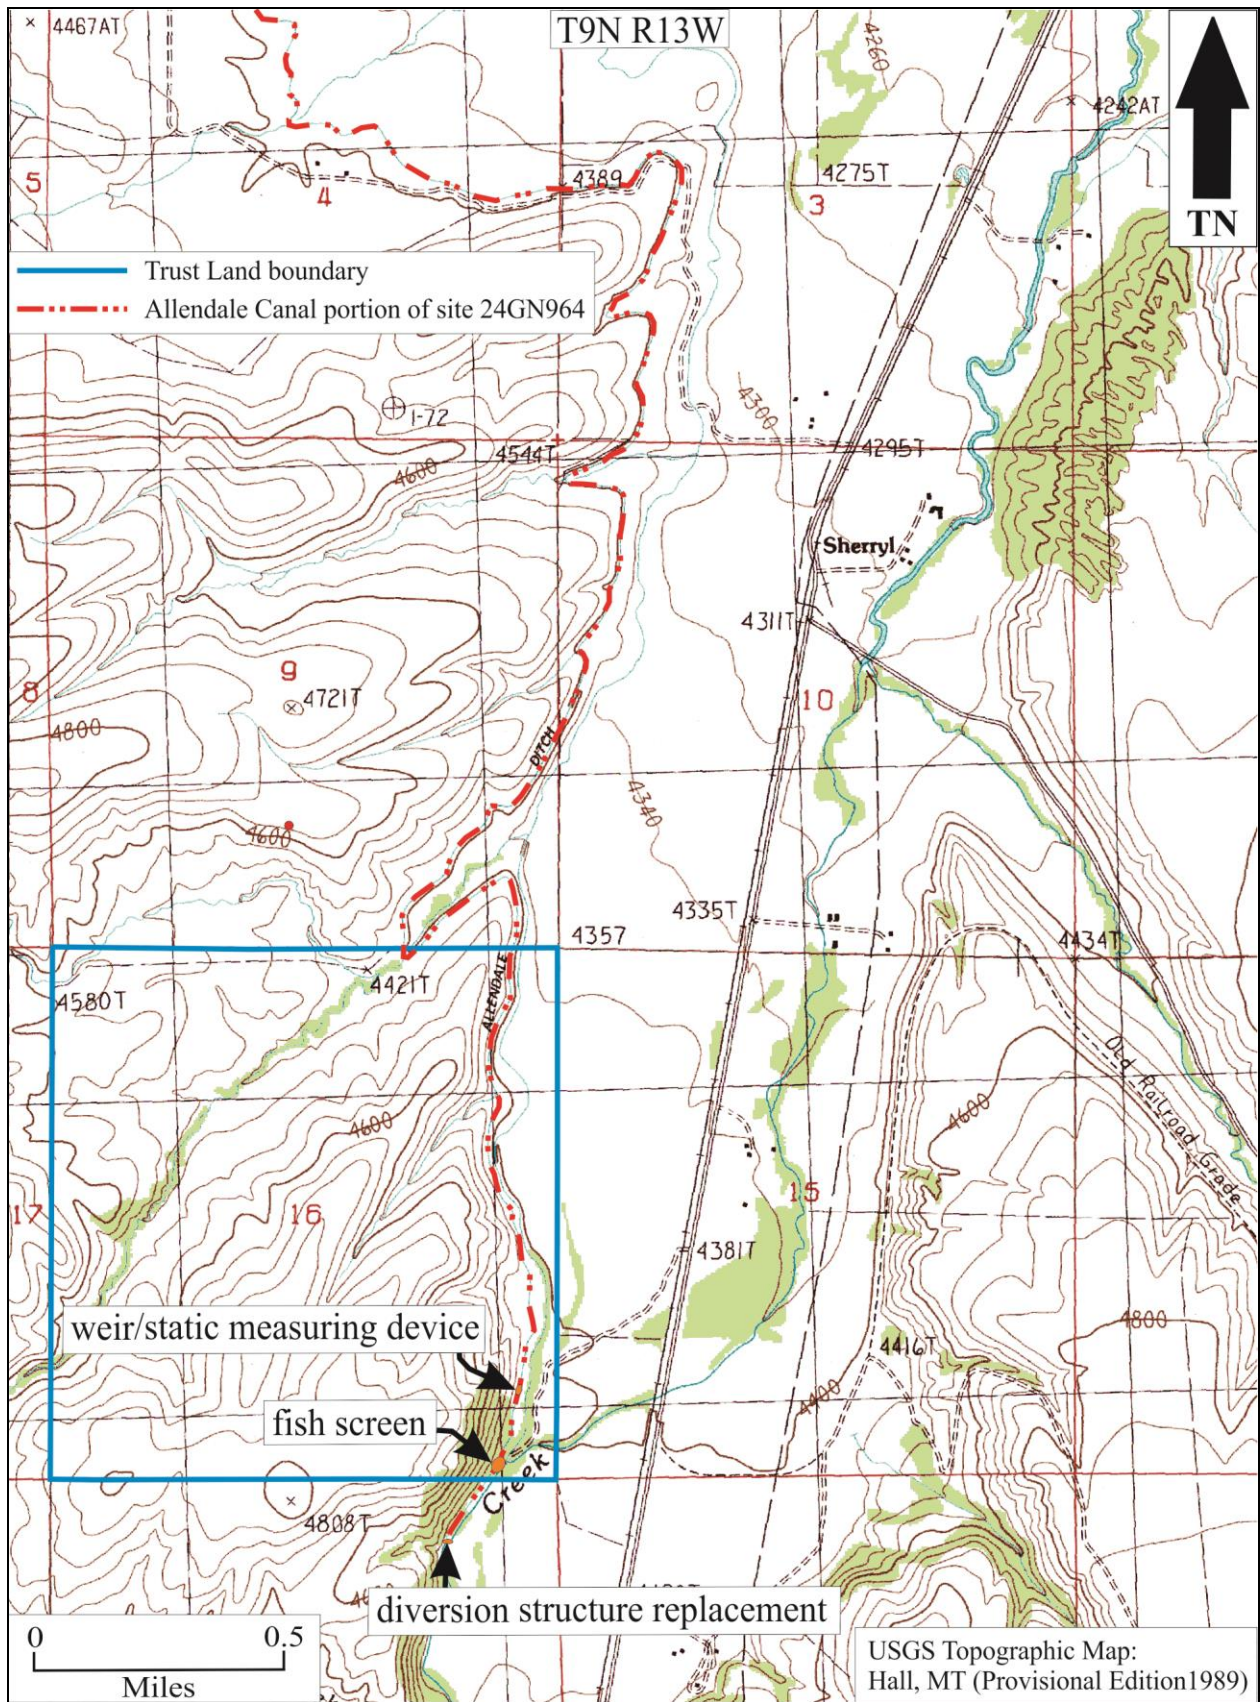 T9N R13W
4467AT
4260
4242AT
TN
5
4
4389
4275T
3
Trust Land boundary
Allendale Canal portion of site 24GN964
1-72
4300
4544T
4295T
4600
Sherryl
4311T
9
8
4721T
10
4800
DITCH
4340
4600
4335T
4357
4434T
4421T
4580T
ALLENDALE
Old Railroad Grade
4600
4600
17
16
15
4381T
weir/static measuring device
4800
4416T
fish screen
4400
Creek
4808T
diversion structure replacement
0 0.5
Miles
USGS Topographic Map:
Hall, MT (Provisional Edition1989)